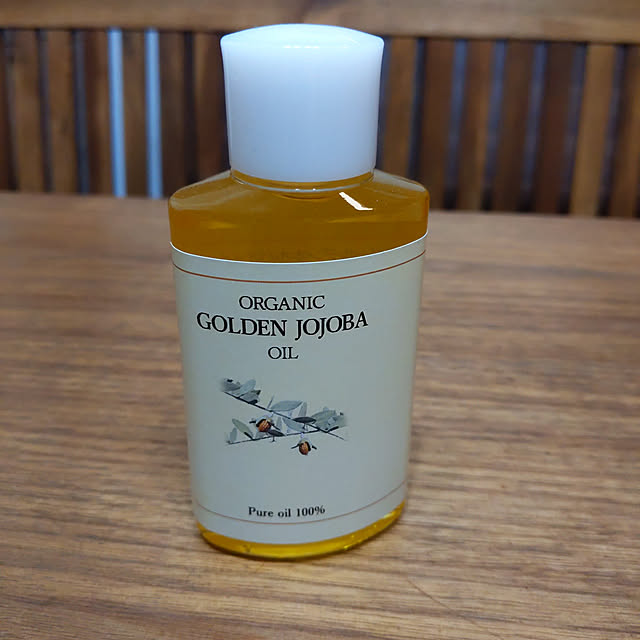 ORGANIC
GOLDEN JOJOBA
OIL
Pure oil 100%